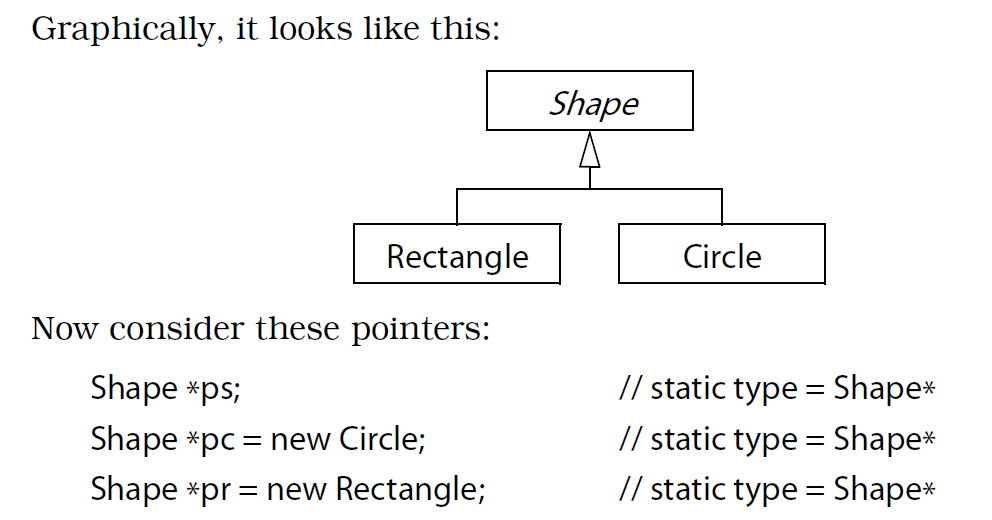 Graphically, it looks like this:
Shape
Rectangle Circle
Now consider these pointers:
Shape *ps; // static type = Shape*
Shape *pc = new Circle; // static type = Shape*
Shape *pr = new Rectangle; // static type = Shape*